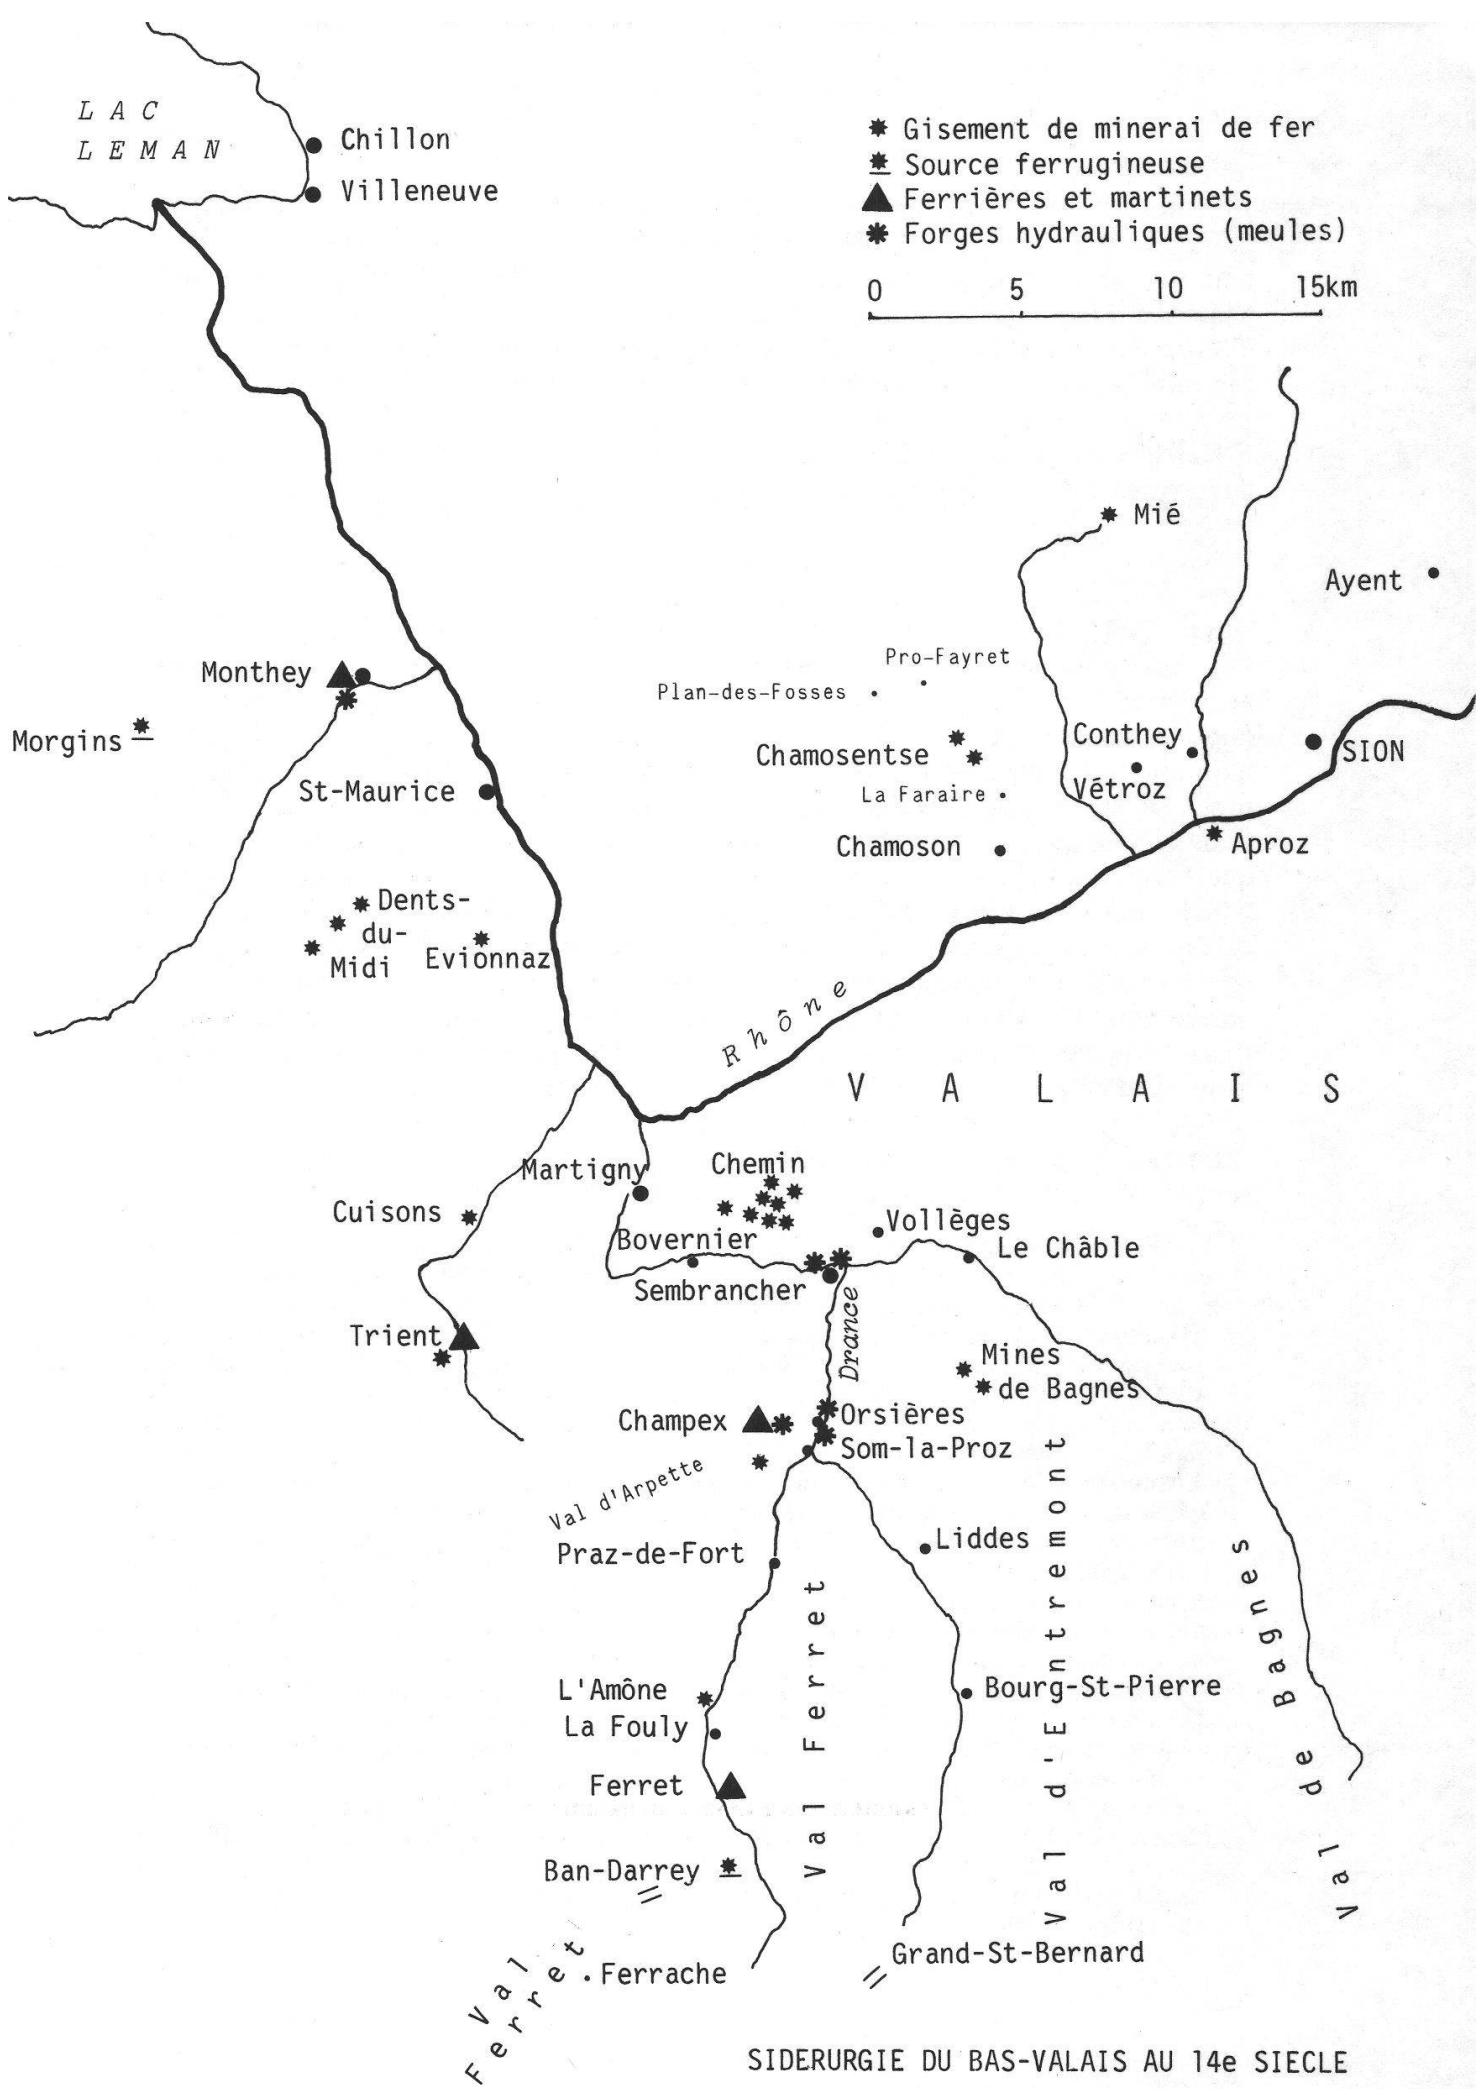 L A C
L E M A N
Chillon
Villeneuve
Gisement de minerai de fer
Source ferrugineuse
Ferrières et martinets
Forges hydrauliques (meules)
0 5 10 15km
Mié
Ayent
Pro-Fayret
Plan-des-Fosses
Monthey
Morgins
Chamosentse
Conthey
SION
St-Maurice
La Faraire
Vétroz
Chamoson
Aproz
Dents-
du-
Midi
Evionnaz
Rhône
V A L A I S
Martigny
Chemin
Cuisons
Bovernier
Vollèges
Le Châble
Sembrancher
Drance
Trient
Mines
de Bagnes
Champex
Orsières
Som-la-Proz
Val d'Arpette
Praz-de-Fort
Liddes
Val Ferret
Val d'Entremont
Val de Bagnes
L'Amône
La Fouly
Bourg-St-Pierre
Ferret
Ban-Darrey
Grand-St-Bernard
Ferrache
Val
Ferret
SIDERURGIE DU BAS-VALAIS AU 14e SIECLE